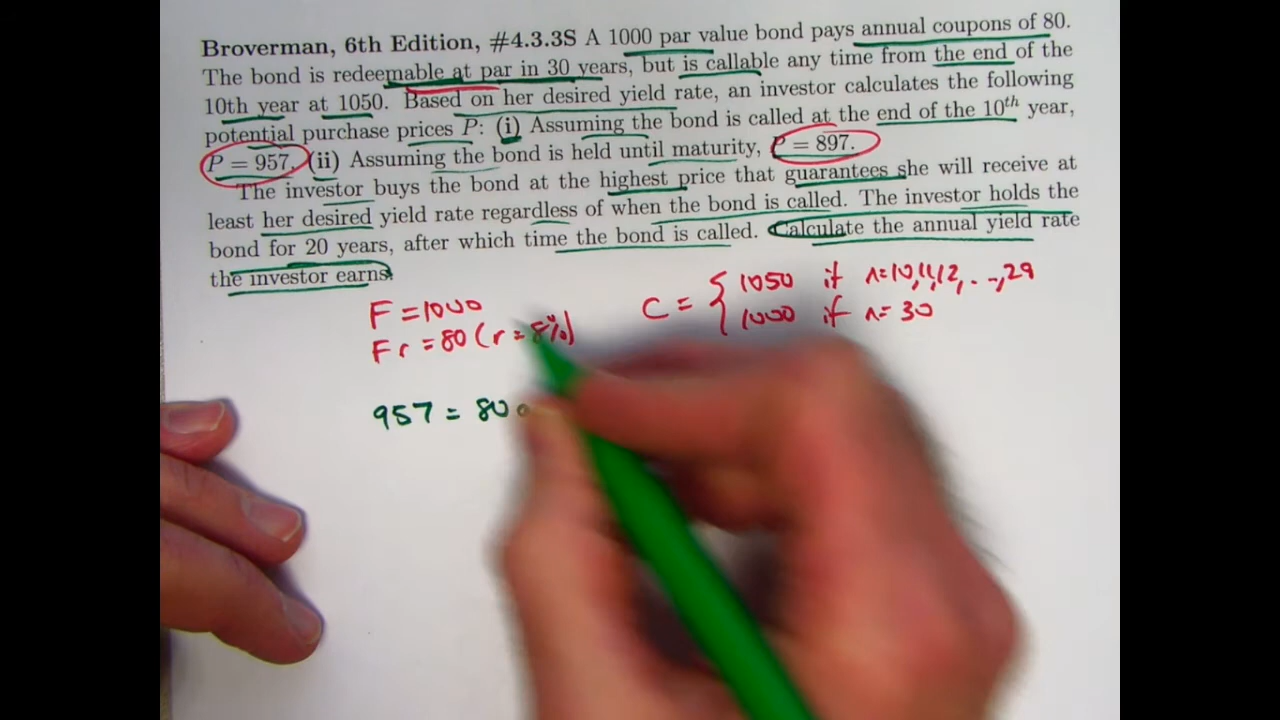 Broverman, 6th Edition, #4.3.3S A 1000 par value bond pays annual coupons of 80.
The bond is redeemable at par in 30 years, but is callable any time from the end of the
10th year at 1050. Based on her desired yield rate, an investor calculates the following
potential purchase prices P: (i) Assuming the bond is called at the end of the 10th year,
P = 957. (ii) Assuming the bond is held until maturity, P = 897.
The investor buys the bond at the highest price that guarantees she will receive at
least her desired yield rate regardless of when the bond is called. The investor holds the
bond for 20 years, after which time the bond is called. Calculate the annual yield rate
the investor earns.
F = 1000
Fr = 80 (r = 8%)
C = { 1050 if n=10,11,12, ..., 29
1000 if n = 30
957 = 80